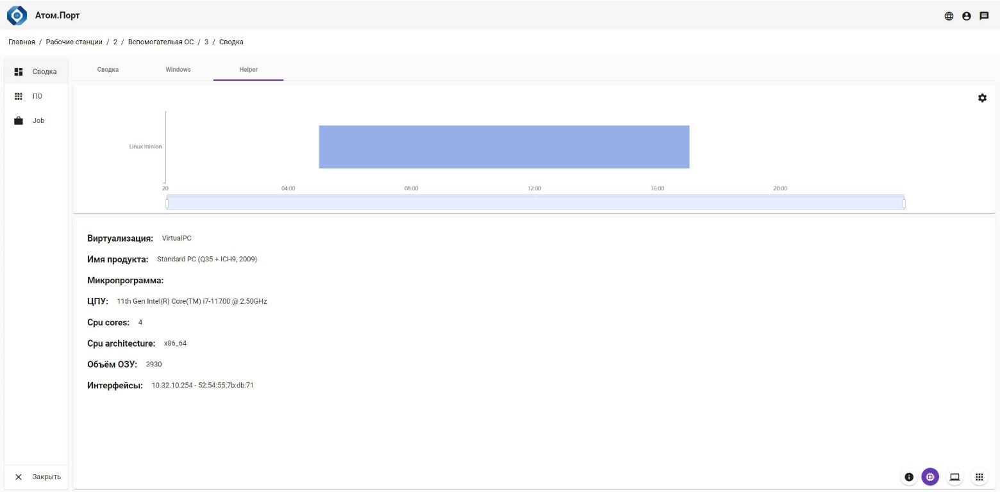 Атом.Порт
Главная / Рабочие станции / 2 / Вспомогательая ОС / 3 / Сводка
Сводка
ПО
Job
Закрыть
Сводка Windows Helper
Linux minion
20 04:00 08:00 12:00 16:00 20:00
Виртуализация: VirtualPC
Имя продукта: Standard PC (Q35 + ICH9, 2009)
Микропрограмма:
ЦПУ: 11th Gen Intel(R) Core(TM) i7-11700 @ 2.50GHz
Cpu cores: 4
Cpu architecture: x86_64
Объём ОЗУ: 3930
Интерфейсы: 10.32.10.254 - 52:54:55:7b:db:71